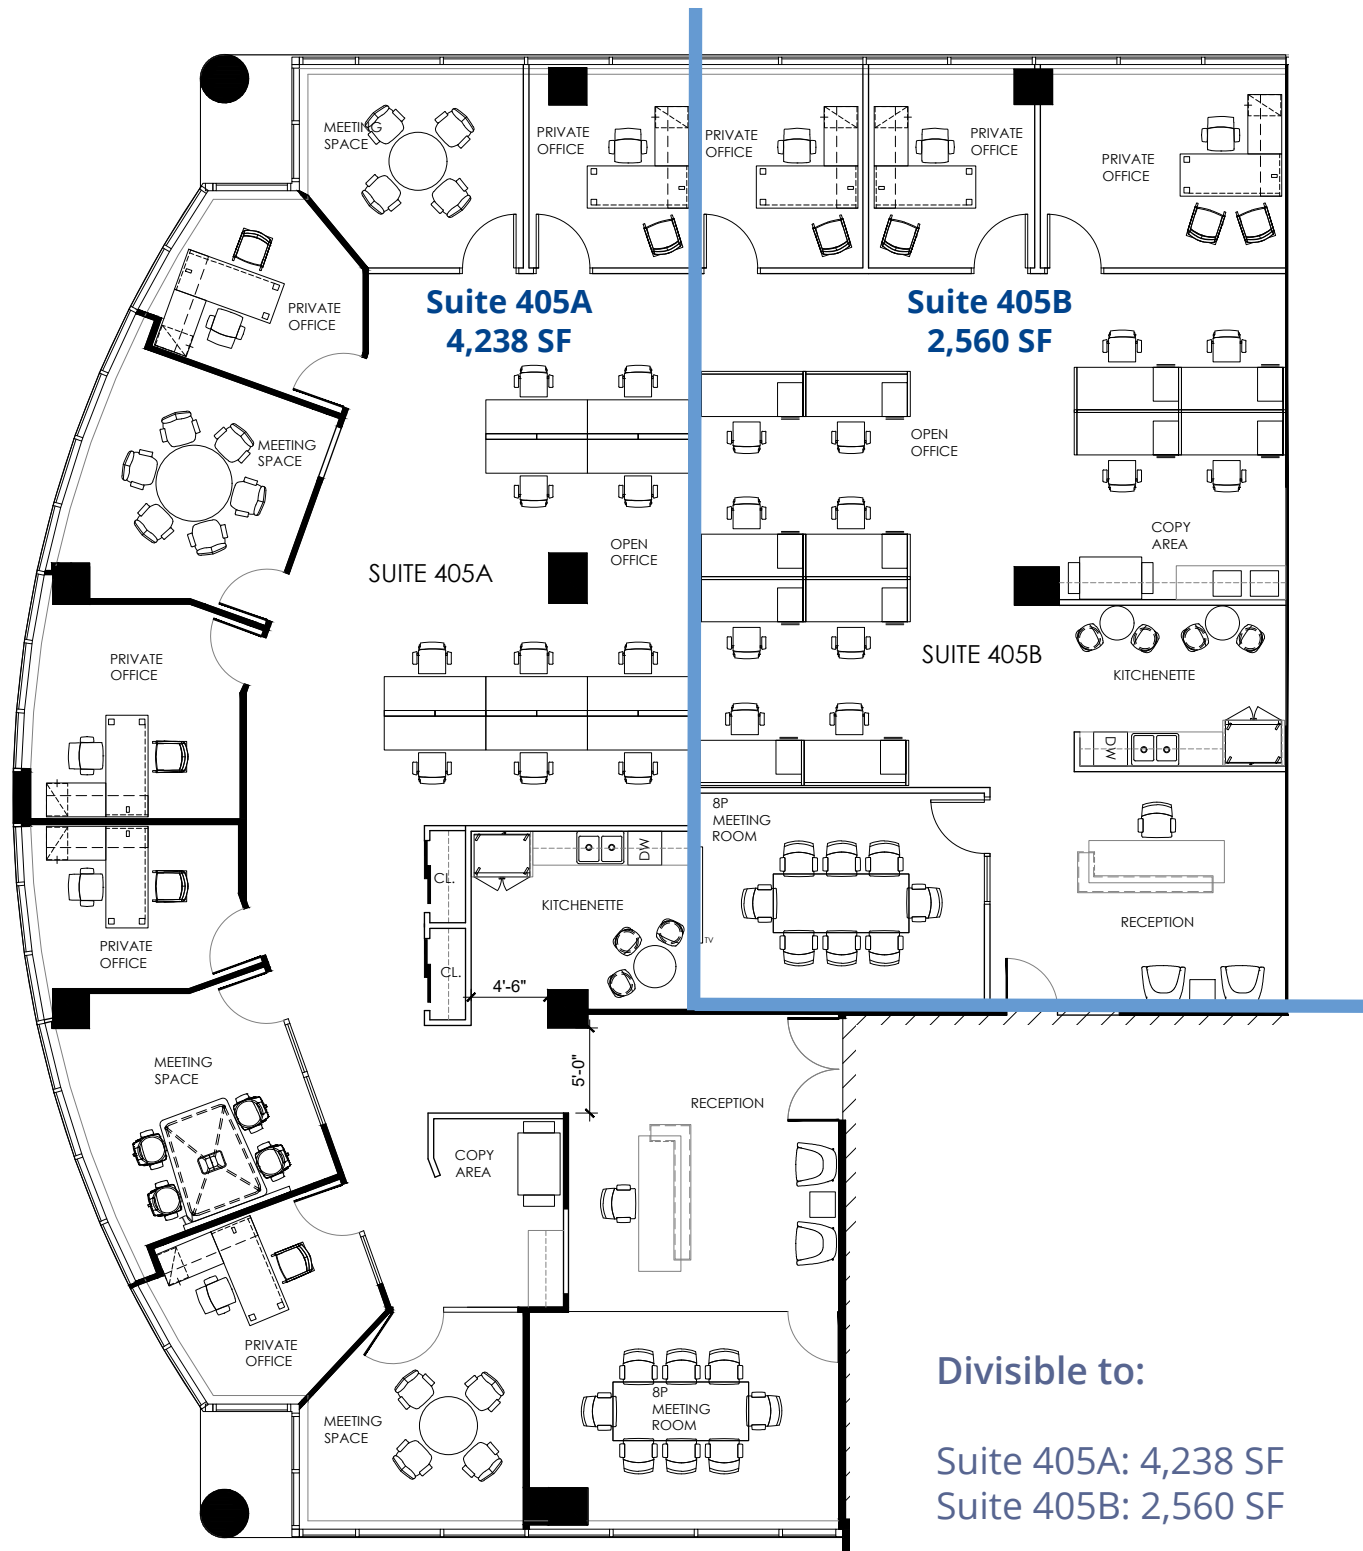 MEETING
SPACE
PRIVATE
OFFICE
PRIVATE
OFFICE
PRIVATE
OFFICE
PRIVATE
OFFICE
PRIVATE
OFFICE
Suite 405A
4,238 SF
Suite 405B
2,560 SF
MEETING
SPACE
OPEN
OFFICE
OPEN
OFFICE
COPY
AREA
SUITE 405A
SUITE 405B
PRIVATE
OFFICE
KITCHENETTE
DW
8P
MEETING
ROOM
DW
CL.
KITCHENETTE
RECEPTION
TV
PRIVATE
OFFICE
CL.
4'-6"
5'-0"
MEETING
SPACE
RECEPTION
COPY
AREA
PRIVATE
OFFICE
MEETING
SPACE
8P
MEETING
ROOM
Divisible to:
Suite 405A: 4,238 SF
Suite 405B: 2,560 SF